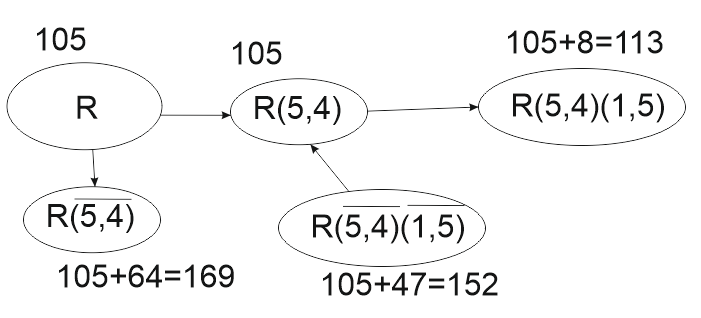 105
105
105+8=113
R
R(5,4)
R(5,4)(1,5)
R(5,4)
R(5,4)(1,5)
105+64=169
105+47=152